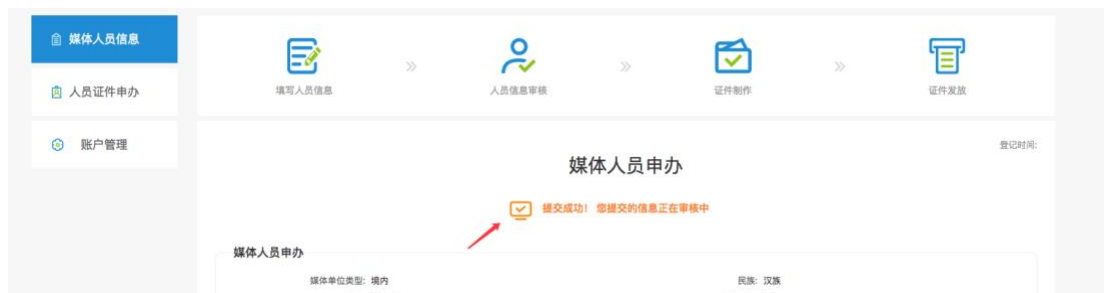 媒体人员信息
人员证件申办
账户管理
填写人员信息
人员信息审核
证件制作
证件发放
登记时间:
媒体人员申办
提交成功！ 您提交的信息正在审核中
媒体人员申办
媒体单位类型: 境内
民族: 汉族